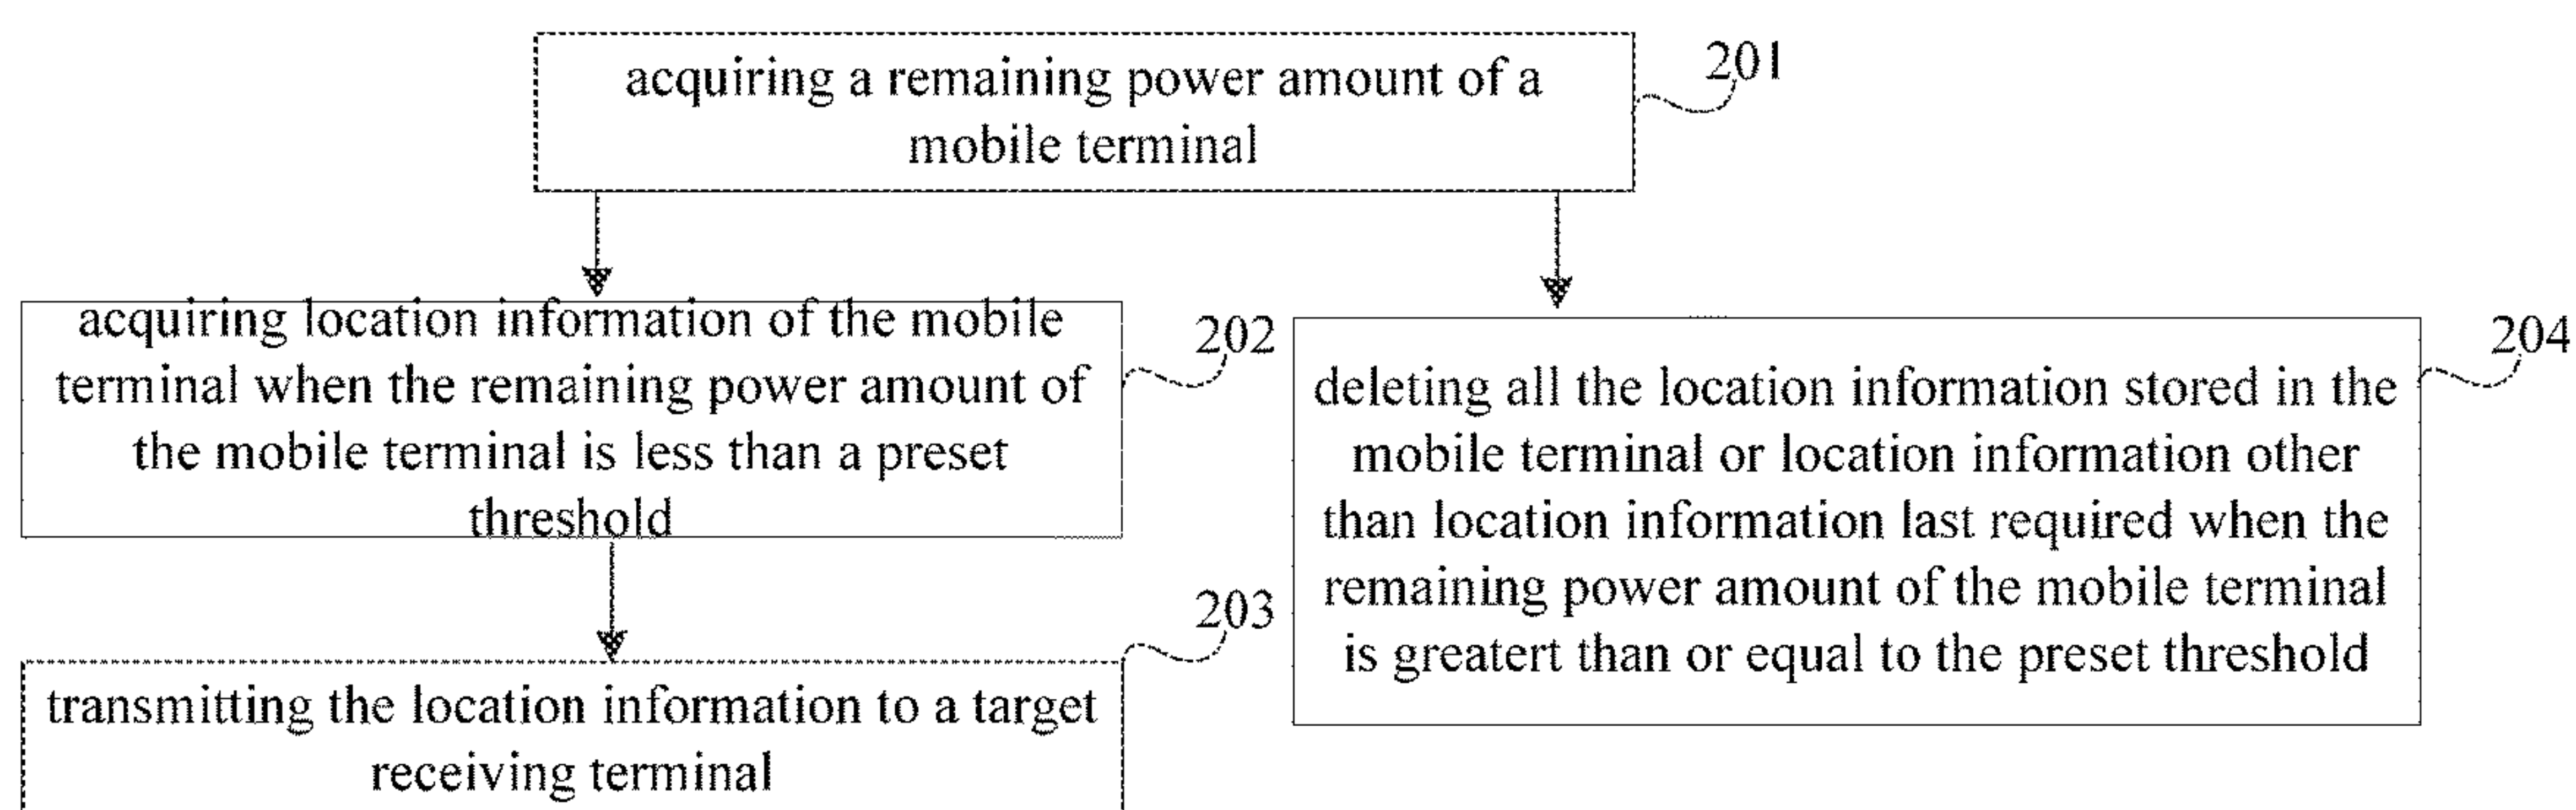 acquiring a remaining power amount of a
mobile terminal
201
acquiring location information of the mobile
terminal when the remaining power amount of
the mobile terminal is less than a preset
threshold
202
transmitting the location information to a target
receiving terminal
203
deleting all the location information stored in the
mobile terminal or location information other
than location information last required when the
remaining power amount of the mobile terminal
is greatert than or equal to the preset threshold
204